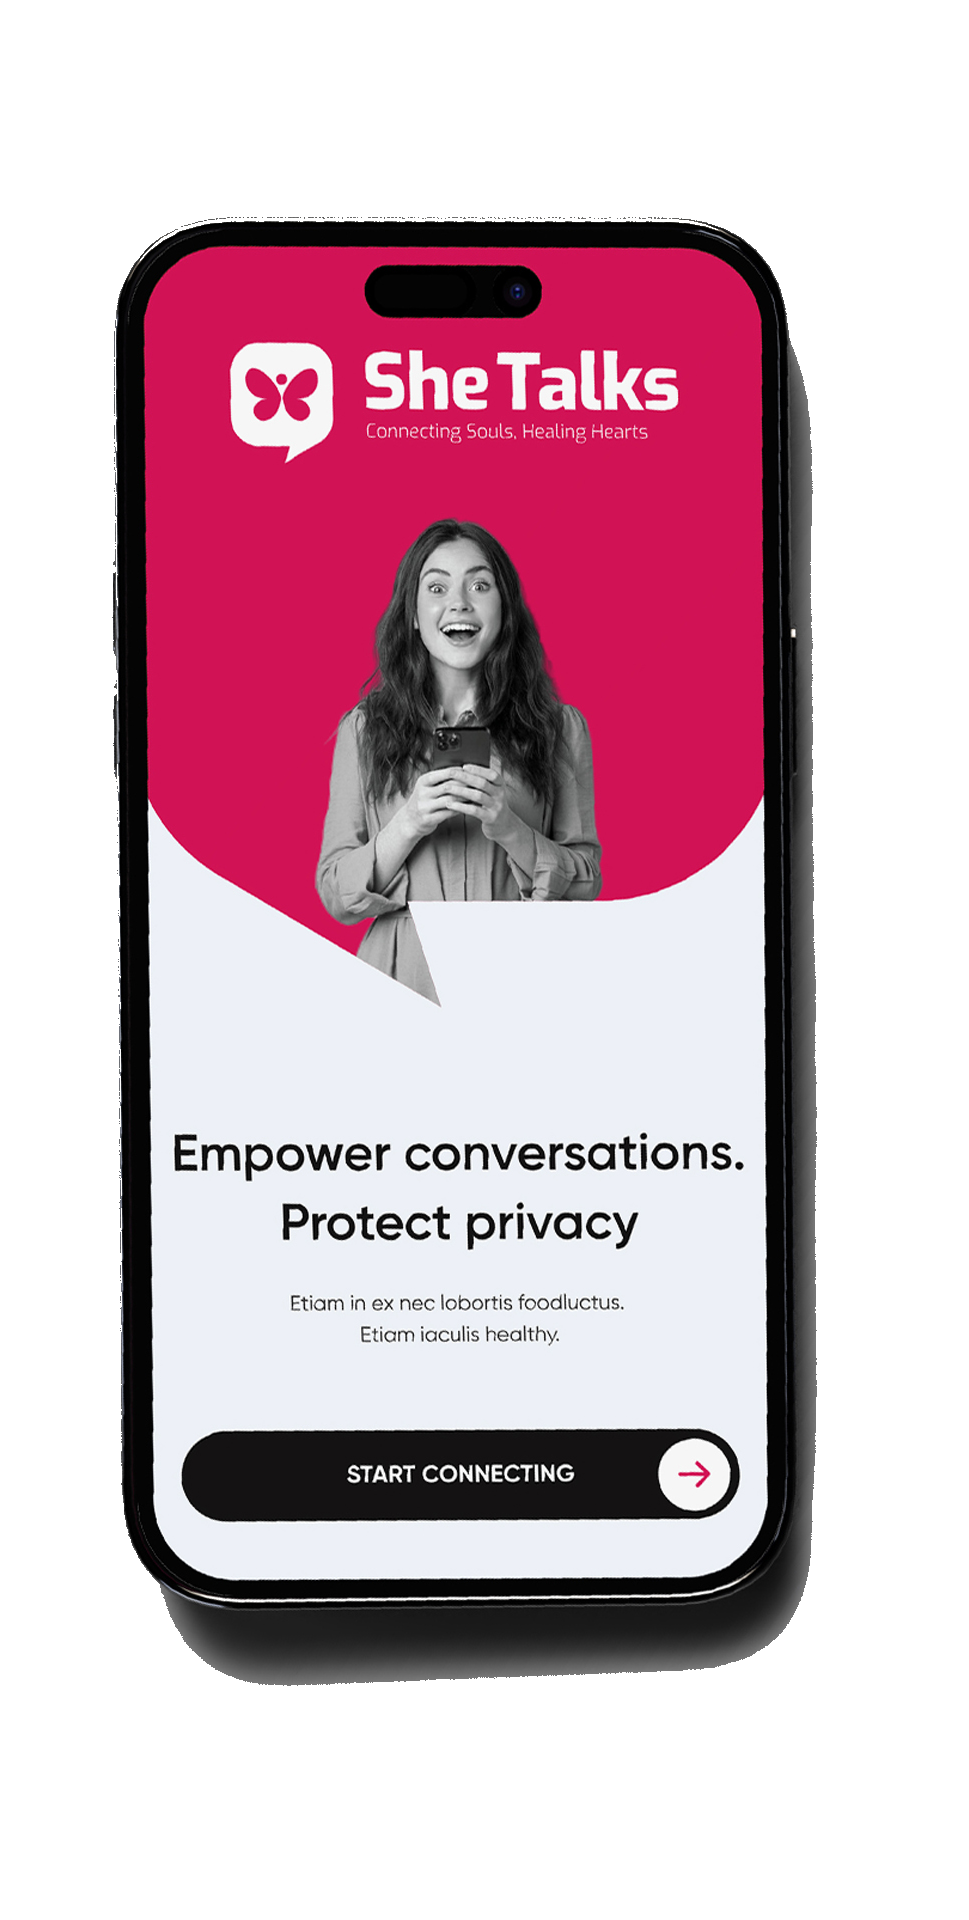 She Talks
Connecting Souls, Healing Hearts
Empower conversations.
Protect privacy
Etiam in ex nec lobortis foodluctus.
Etiam iaculis healthy.
START CONNECTING